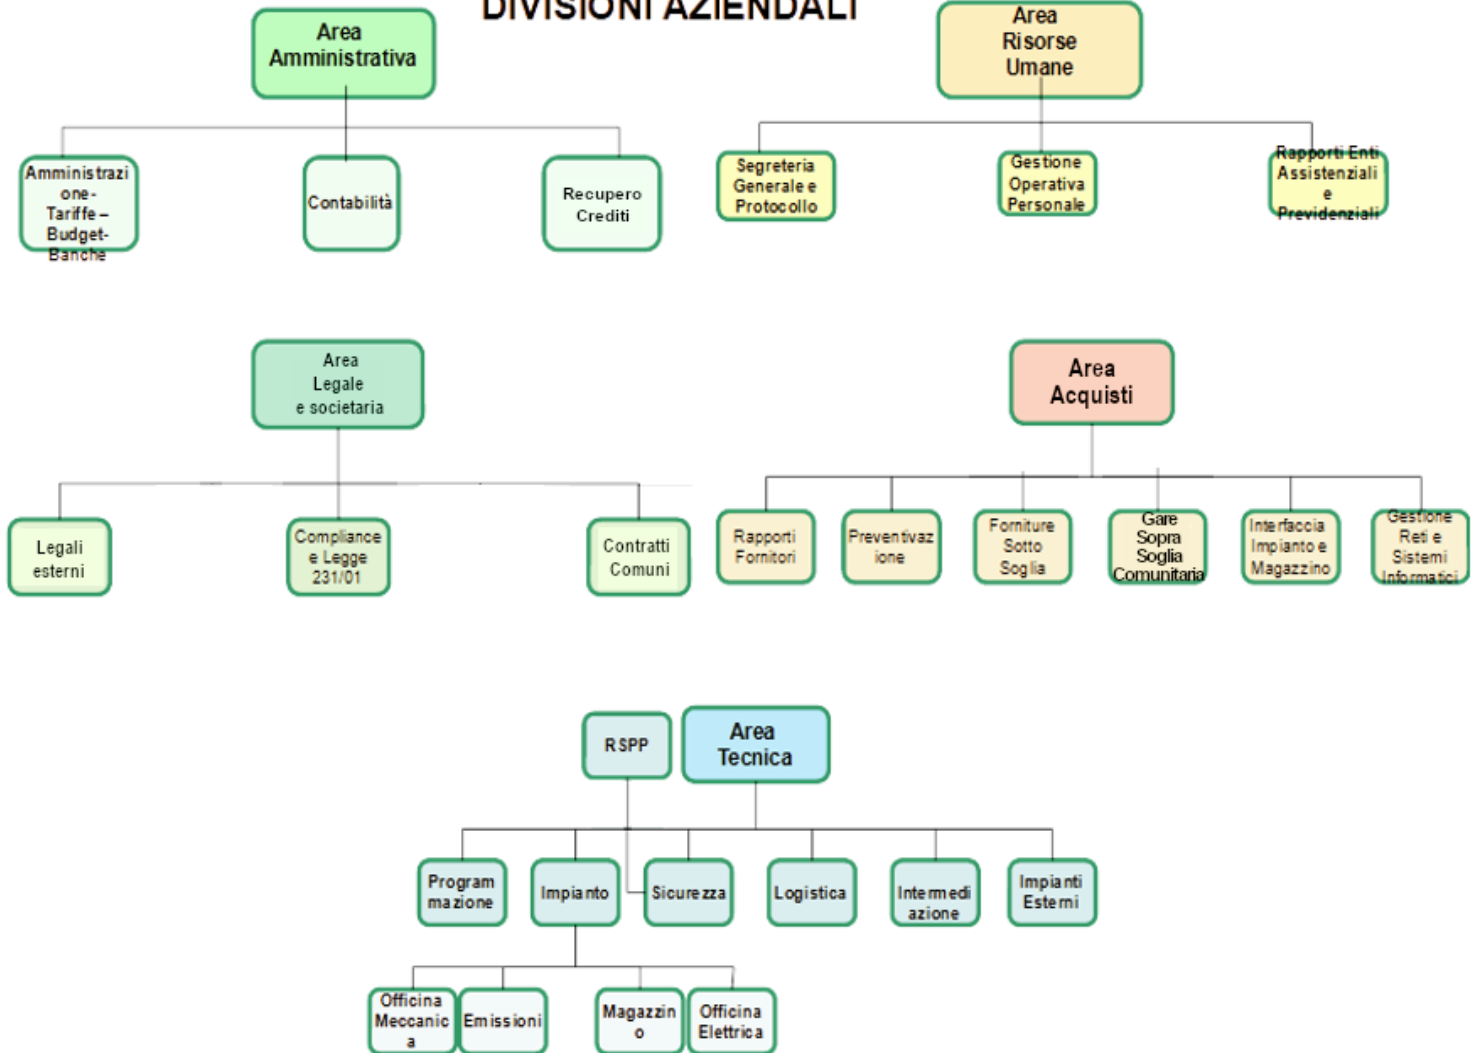 DIVISIONI AZIENDALI
Area
Amministrativa
Area
Risorse
Umane
Amministrazi
one-
Tariffe –
Budget-
Banche
Contabilità
Recupero
Crediti
Segreteria
Generale e
Protocollo
Gestione
Operativa
Personale
Rapporti Enti
Assistenziali
e
Previdenziali
Area
Legale
e societaria
Area
Acquisti
Legali
esterni
Compliance
e Legge
231/01
Contratti
Comuni
Rapporti
Fornitori
Preventivaz
ione
Forniture
Sotto
Soglia
Gare
Sopra
Soglia
Comunitaria
Interfaccia
Impianto e
Magazzino
Gestione
Reti e
Sistemi
Informatici
RSPP
Area
Tecnica
Program
mazione
Impianto
Sicurezza
Logistica
Intermedi
azione
Impianti
Esterni
Officina
Meccanic
a
Emissioni
Magazzin
o
Officina
Elettrica